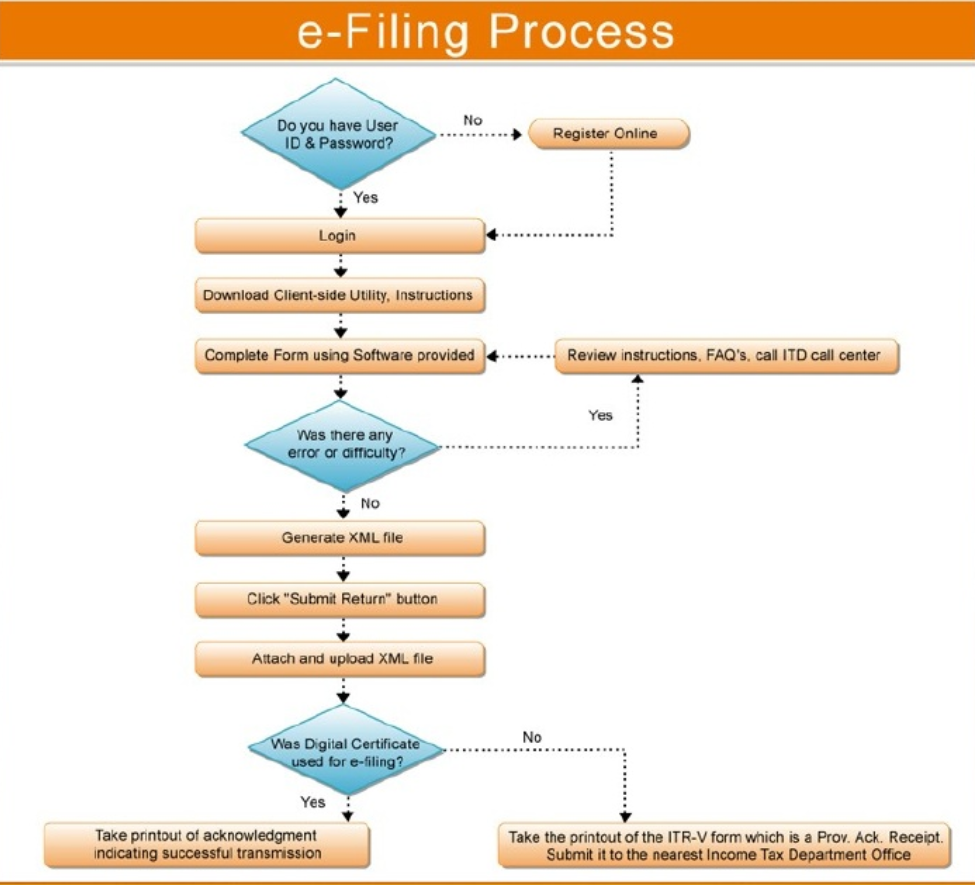 e-Filing Process
Do you have User
ID & Password?
No
Register Online
Yes
Login
Download Client-side Utility, Instructions
Complete Form using Software provided
Review instructions, FAQ's, call ITD call center
Yes
Was there any
error or difficulty?
No
Generate XML file
Click "Submit Return" button
Attach and upload XML file
Was Digital Certificate
used for e-filing?
No
Yes
Take printout of acknowledgment
indicating successful transmission
Take the printout of the ITR-V form which is a Prov. Ack. Receipt.
Submit it to the nearest Income Tax Department Office